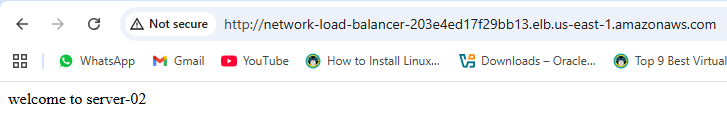 Not secure http://network-load-balancer-203e4ed17f29bb13.elb.us-east-1.amazonaws.com
WhatsApp Gmail YouTube How to Install Linux... Downloads – Oracle... Top 9 Best Virtual
welcome to server-02